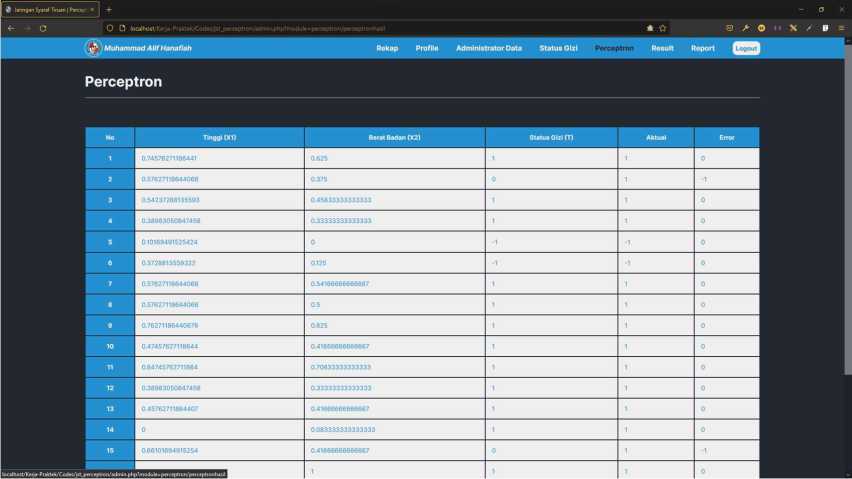 Jaringan Syaraf Tiruan | Percept
localhost/Kerja-Praktek/Codes/jst_perceptron/admin.php?module=perceptron/perceptronhasil
Muhammad Alif Hanafiah Rekap Profile Administrator Data Status Gizi Perceptron Result Report Logout
Perceptron
No Tinggi (X1) Berat Badan (X2) Status Gizi (T) Aktual Error
1 0.74576271186441 0.625 1 1 0
2 0.57627118644068 0.375 0 1 -1
3 0.54237288135593 0.45833333333333 1 1 0
4 0.38983050847458 0.33333333333333 1 1 0
5 0.10169491525424 0 -1 -1 0
6 0.3728813559322 0.125 -1 -1 0
7 0.57627118644068 0.54166666666667 1 1 0
8 0.57627118644068 0.5 1 1 0
9 0.76271186440678 0.625 1 1 0
10 0.47457627118644 0.41666666666667 1 1 0
11 0.84745762711864 0.70833333333333 1 1 0
12 0.38983050847458 0.33333333333333 1 1 0
13 0.45762711864407 0.41666666666667 1 1 0
14 0 0.083333333333333 1 1 0
15 0.66101694915254 0.41666666666667 0 1 -1
1 1 1 0
localhost/Kerja-Praktek/Codes/jst_perceptron/admin.php?module=perceptron/perceptronhasil